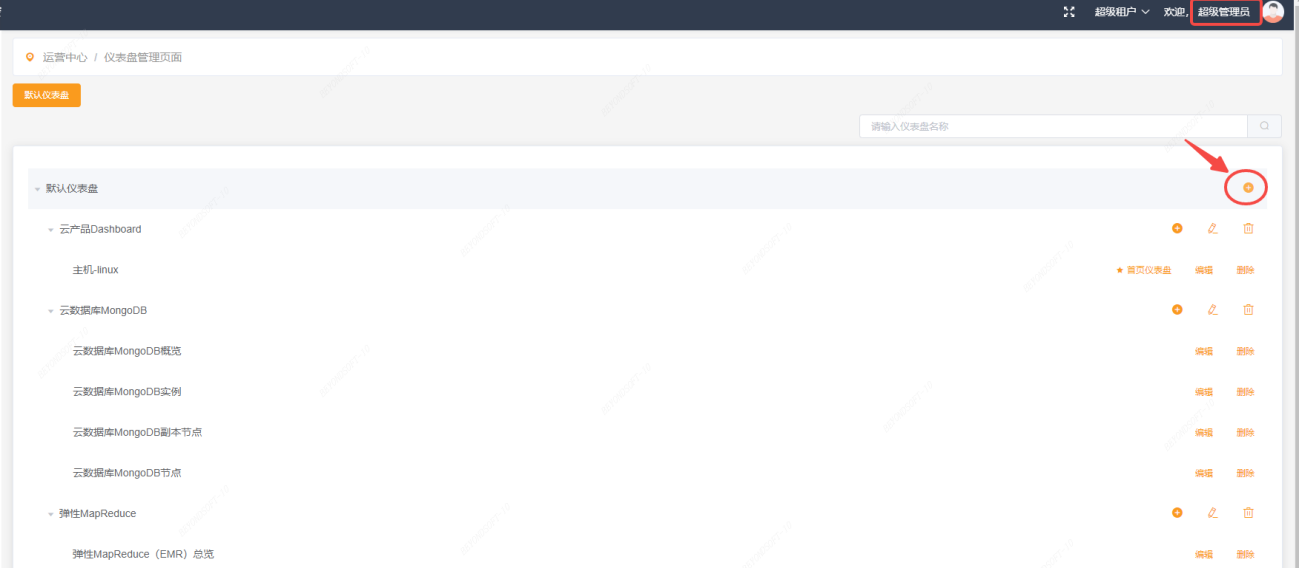 超级租户 欢迎, 超级管理员
运营中心 / 仪表盘管理页面
默认仪表盘
请输入仪表盘名称
默认仪表盘
云产品Dashboard
主机-linux ★ 首页仪表盘 编辑 删除
云数据库MongoDB
云数据库MongoDB概览 编辑 删除
云数据库MongoDB实例 编辑 删除
云数据库MongoDB副本节点 编辑 删除
云数据库MongoDB节点 编辑 删除
弹性MapReduce
弹性MapReduce（EMR）总览 编辑 删除